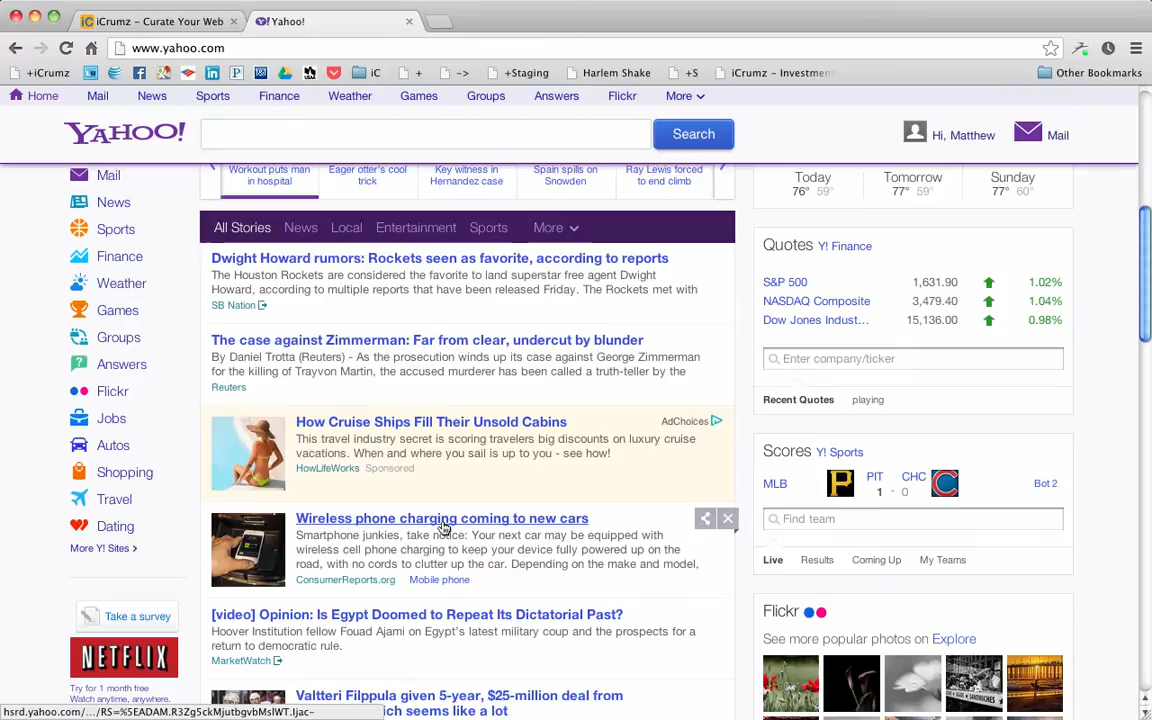 iCrumz – Curate Your Web
Yahoo!
www.yahoo.com
+iCrumz
iC
+
->
+Staging
Harlem Shake
+S
iCrumz - Investmen
Other Bookmarks
Home Mail News Sports Finance Weather Games Groups Answers Flickr More
YAHOO!
Search
Hi, Matthew
Mail
Mail
News
Sports
Finance
Weather
Games
Groups
Answers
Flickr
Jobs
Autos
Shopping
Travel
Dating
More Y! Sites >
Take a survey
NETFLIX
Try for 1 month free
Watch anytime, anywhere.
Workout puts man
in hospital
Eager otter's cool
trick
Key witness in
Hernandez case
Spain spills on
Snowden
Ray Lewis forced
to end climb
All Stories News Local Entertainment Sports More
Dwight Howard rumors: Rockets seen as favorite, according to reports
The Houston Rockets are considered the favorite to land superstar free agent Dwight
Howard, according to multiple reports that have been released Friday. The Rockets met with
SB Nation
The case against Zimmerman: Far from clear, undercut by blunder
By Daniel Trotta (Reuters) - As the prosecution winds up its case against George Zimmerman
for the killing of Trayvon Martin, the accused murderer has been called a truth-teller by the
Reuters
How Cruise Ships Fill Their Unsold Cabins
AdChoices
This travel industry secret is scoring travelers big discounts on luxury cruise
vacations. When and where you sail is up to you - see how!
HowLifeWorks Sponsored
Wireless phone charging coming to new cars
Smartphone junkies, take notice: Your next car may be equipped with
wireless cell phone charging to keep your device fully powered up on the
road, with no cords to clutter up the car. Depending on the make and model,
ConsumerReports.org Mobile phone
[video] Opinion: Is Egypt Doomed to Repeat Its Dictatorial Past?
Hoover Institution fellow Fouad Ajami on Egypt's latest military coup and the prospects for a
return to democratic rule.
MarketWatch
Valtteri Filppula given 5-year, $25-million deal from
ich seems like a lot
Today
76° 59°
Tomorrow
77° 59°
Sunday
77° 60°
Quotes Y! Finance
S&P 500 1,631.90 1.02%
NASDAQ Composite 3,479.40 1.04%
Dow Jones Indust... 15,136.00 0.98%
Enter company/ticker
Recent Quotes playing
Scores Y! Sports
MLB PIT 1 - CHC 0 Bot 2
Find team
Live Results Coming Up My Teams
Flickr
See more popular photos on Explore